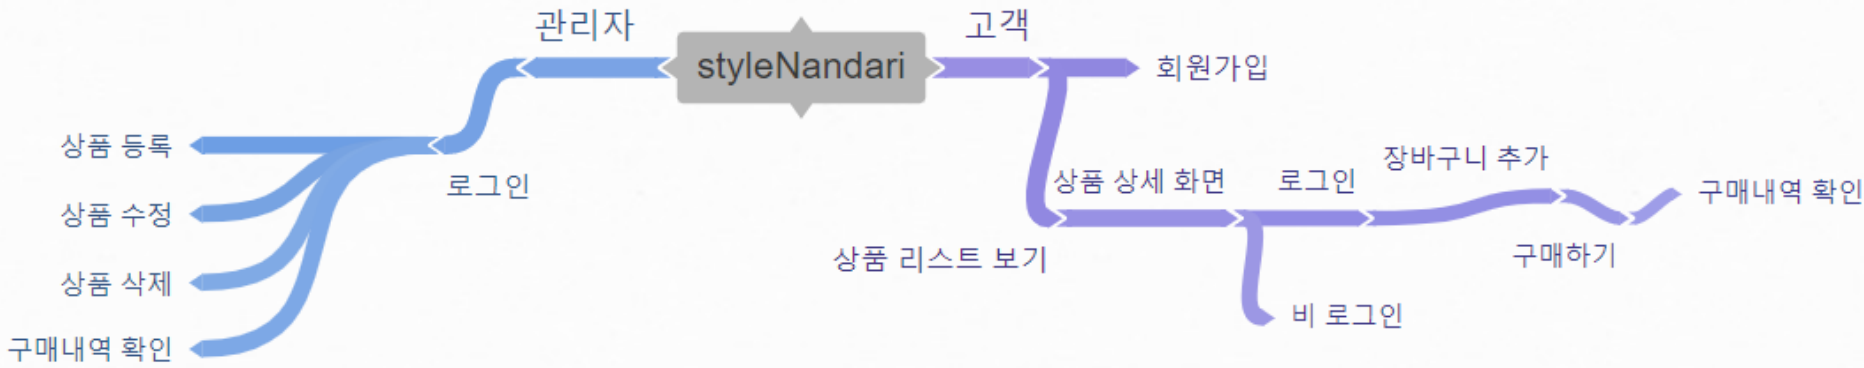 관리자
styleNandari
고객
회원가입
상품 등록
로그인
상품 수정
상품 삭제
구매내역 확인
상품 리스트 보기
상품 상세 화면
로그인
장바구니 추가
구매하기
구매내역 확인
비 로그인